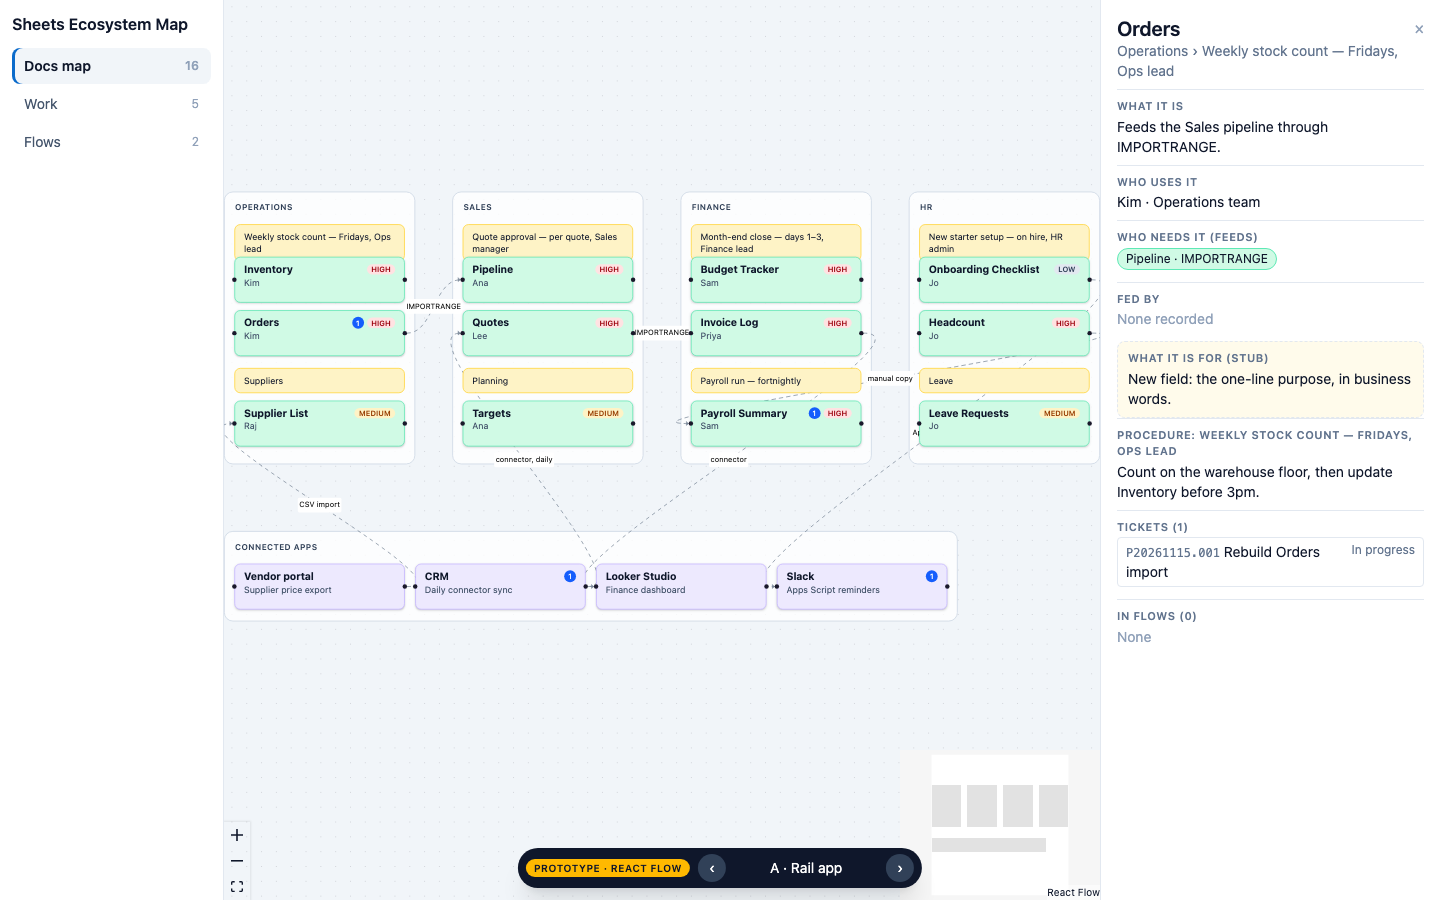 Sheets Ecosystem Map
Docs map 16
Work 5
Flows 2
OPERATIONS
Weekly stock count — Fridays, Ops
lead
Inventory HIGH
Kim
Orders 1 HIGH
Kim
Suppliers
Supplier List MEDIUM
Raj
IMPORTRANGE
SALES
Quote approval — per quote, Sales
manager
Pipeline HIGH
Ana
Quotes HIGH
Lee
Planning
Targets MEDIUM
Ana
IMPORTRANGE
FINANCE
Month-end close — days 1–3,
Finance lead
Budget Tracker HIGH
Sam
Invoice Log HIGH
Priya
Payroll run — fortnightly
Payroll Summary 1 HIGH
Sam
manual copy
HR
New starter setup — on hire, HR
admin
Onboarding Checklist LOW
Jo
Headcount HIGH
Jo
Leave
Leave Requests MEDIUM
Jo
connector, daily
connector
CSV import
CONNECTED APPS
Vendor portal
Supplier price export
CRM 1
Daily connector sync
Looker Studio
Finance dashboard
Slack 1
Apps Script reminders
PROTOTYPE · REACT FLOW ‹ A · Rail app ›
React Flow
Orders ×
Operations › Weekly stock count — Fridays,
Ops lead
WHAT IT IS
Feeds the Sales pipeline through
IMPORTRANGE.
WHO USES IT
Kim · Operations team
WHO NEEDS IT (FEEDS)
Pipeline · IMPORTRANGE
FED BY
None recorded
WHAT IT IS FOR (STUB)
New field: the one-line purpose, in business
words.
PROCEDURE: WEEKLY STOCK COUNT — FRIDAYS,
OPS LEAD
Count on the warehouse floor, then update
Inventory before 3pm.
TICKETS (1)
P20261115.001 Rebuild Orders In progress
import
IN FLOWS (0)
None